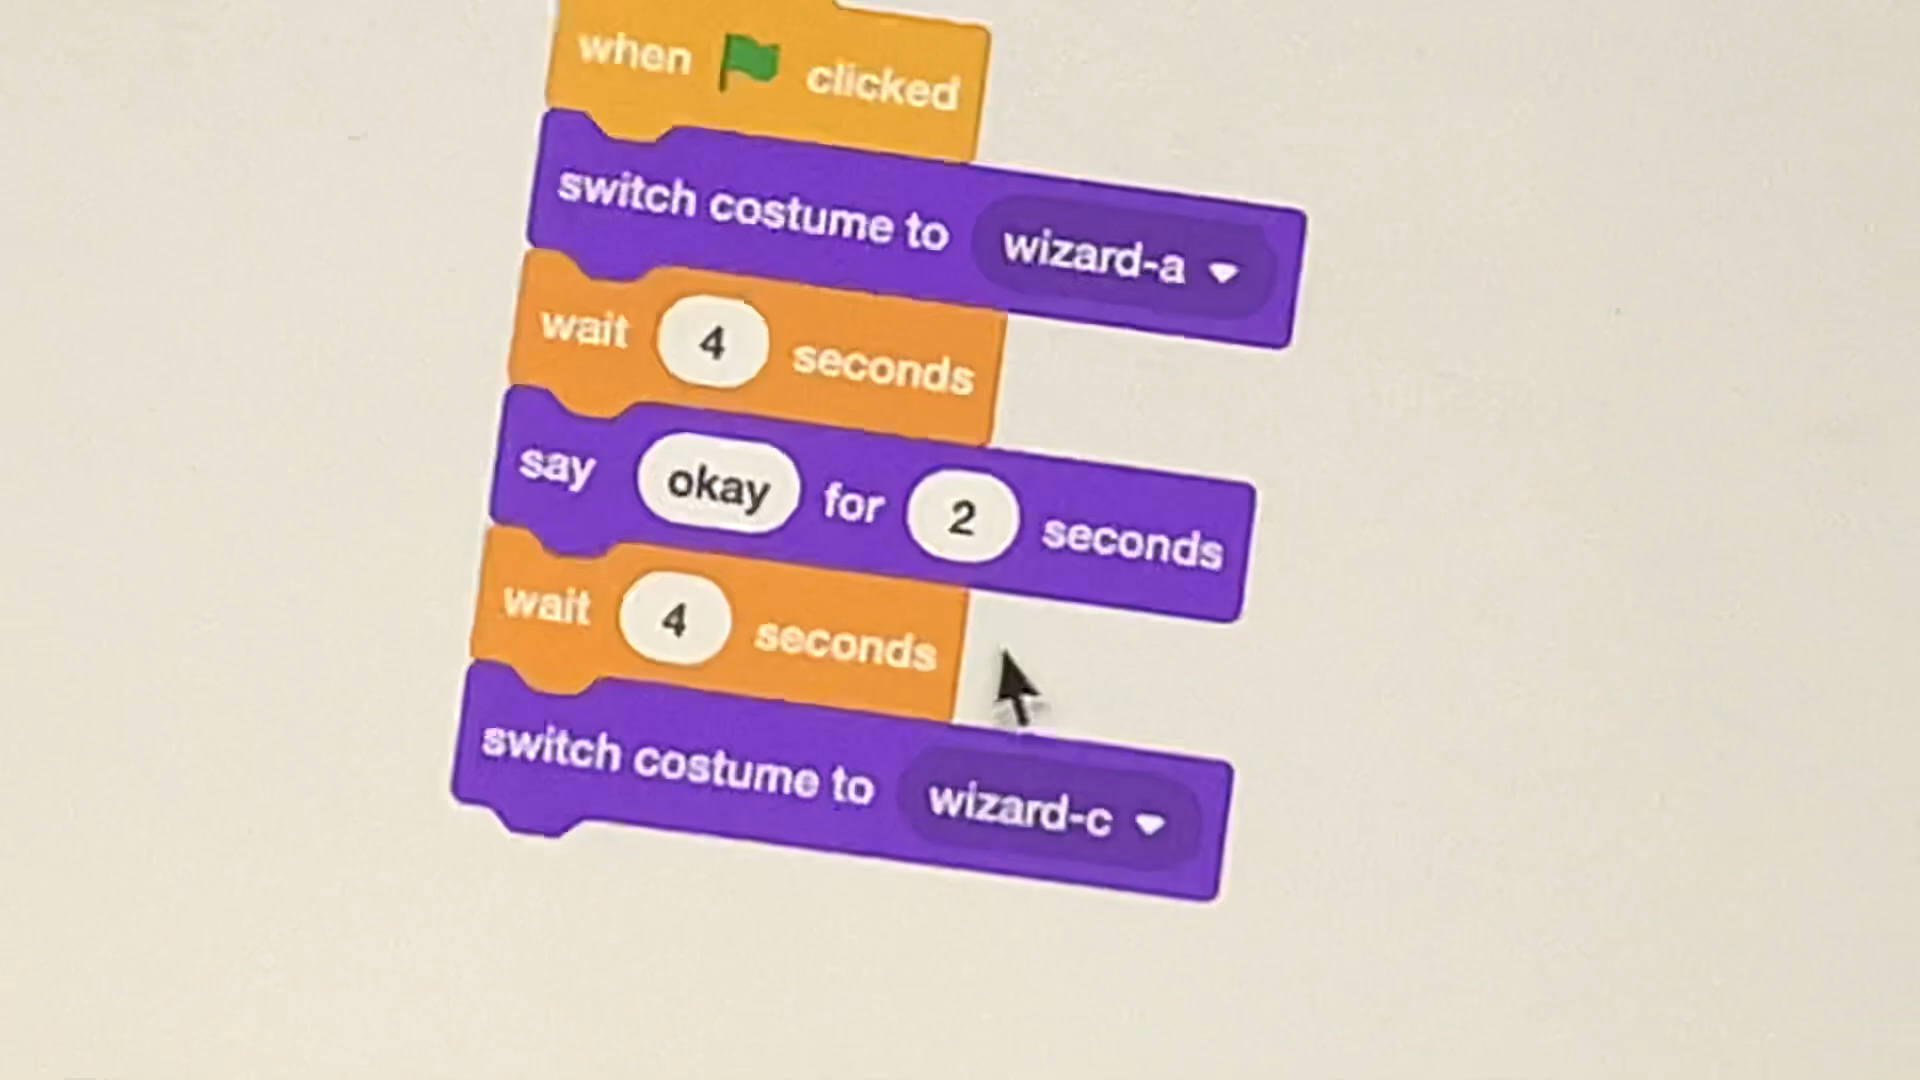 when clicked
switch costume to wizard-a
wait 4 seconds
say okay for 2 seconds
wait 4 seconds
switch costume to wizard-c